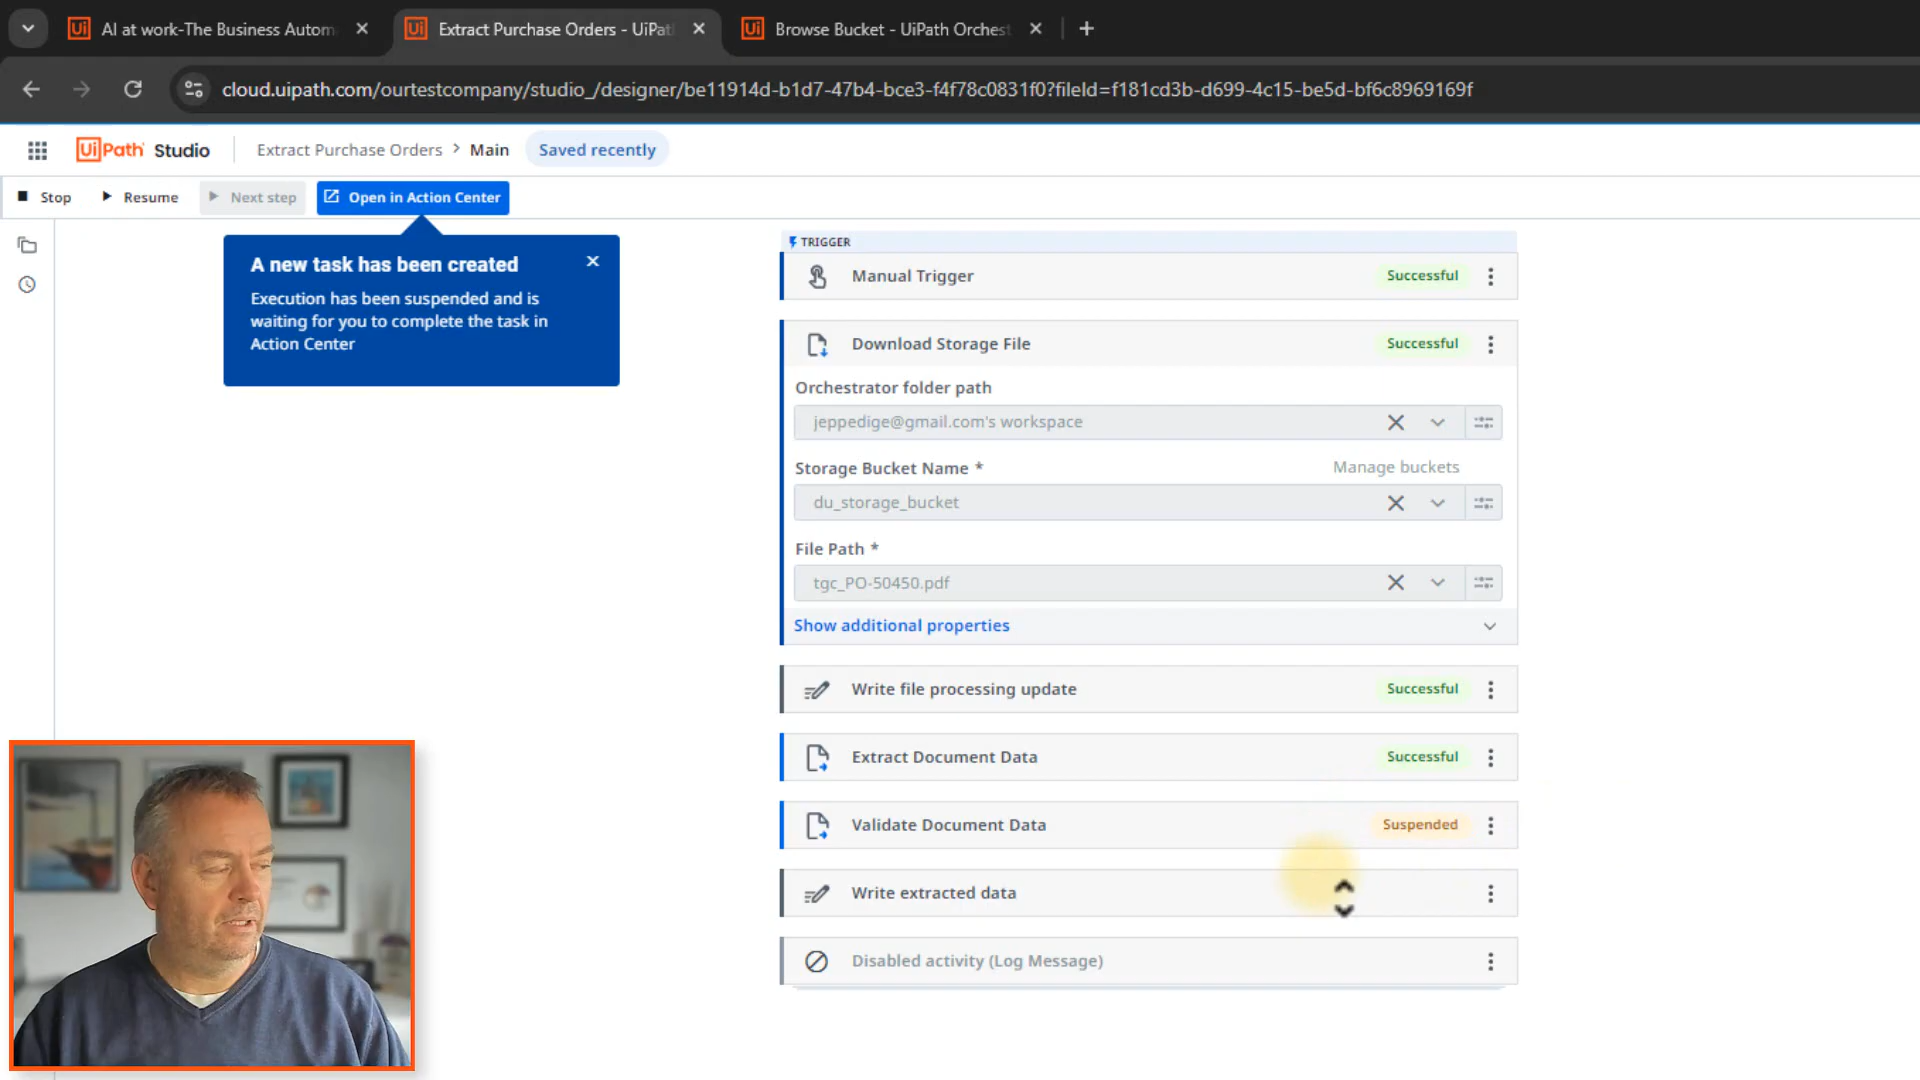 AI at work-The Business Autom
Extract Purchase Orders - UiPat
Browse Bucket - UiPath Orchest
cloud.uipath.com/ourtestcompany/studio_/designer/be11914d-b1d7-47b4-bce3-f4f78c0831f0?fileId=f181cd3b-d699-4c15-be5d-bf6c8969169f
UiPath Studio
Extract Purchase Orders > Main
Saved recently
Stop
Resume
Next step
Open in Action Center
A new task has been created
Execution has been suspended and is
waiting for you to complete the task in
Action Center
TRIGGER
Manual Trigger
Successful
Download Storage File
Successful
Orchestrator folder path
jeppedige@gmail.com's workspace
Storage Bucket Name *
Manage buckets
du_storage_bucket
File Path *
tgc_PO-50450.pdf
Show additional properties
Write file processing update
Successful
Extract Document Data
Successful
Validate Document Data
Suspended
Write extracted data
Disabled activity (Log Message)